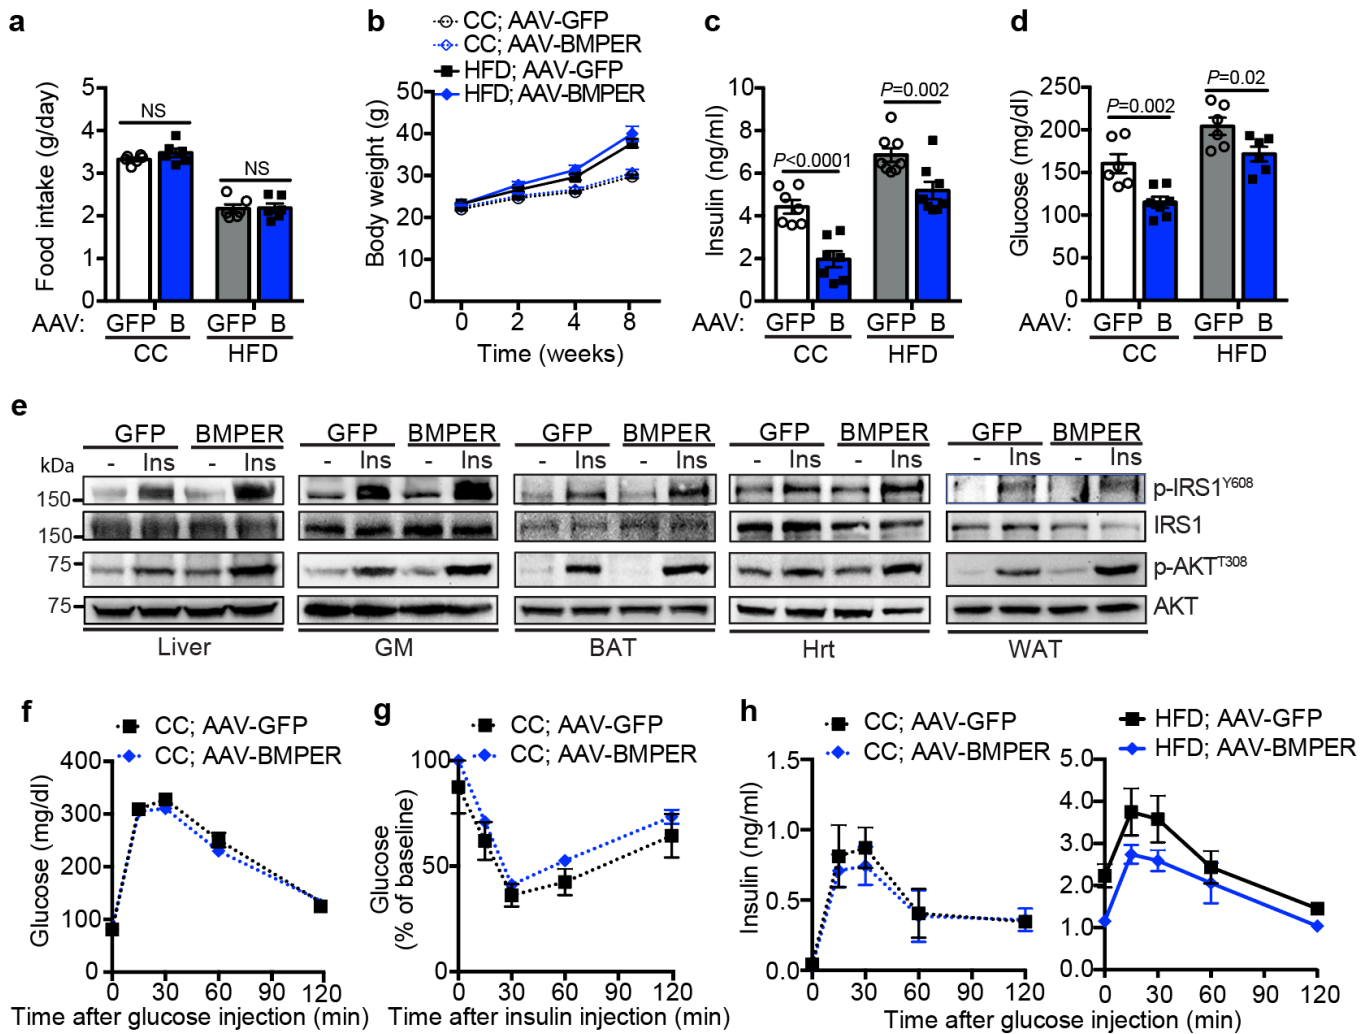 a
NS
NS
Food intake (g/day)
5
4
3
2
1
0
AAV: GFP B GFP B
CC HFD
b
CC; AAV-GFP
CC; AAV-BMPER
HFD; AAV-GFP
HFD; AAV-BMPER
Body weight (g)
50
40
30
20
10
0
0 2 4 8
Time (weeks)
c
P<0.0001
P=0.002
Insulin (ng/ml)
10
8
6
4
2
0
AAV: GFP B GFP B
CC HFD
d
P=0.002
P=0.02
Glucose (mg/dl)
250
200
150
100
50
0
AAV: GFP B GFP B
CC HFD
e
GFP BMPER GFP BMPER GFP BMPER GFP BMPER GFP BMPER
kDa - Ins - Ins - Ins - Ins - Ins - Ins - Ins - Ins - Ins - Ins
150 p-IRS1Y608
150 IRS1
75 p-AKTT308
75 AKT
Liver GM BAT Hrt WAT
f
CC; AAV-GFP
CC; AAV-BMPER
Glucose (mg/dl)
400
300
200
100
0
0 30 60 90 120
Time after glucose injection (min)
g
CC; AAV-GFP
CC; AAV-BMPER
Glucose
(% of baseline)
100
50
0
0 30 60 90 120
Time after insulin injection (min)
h
CC; AAV-GFP
CC; AAV-BMPER
Insulin (ng/ml)
1.5
1.0
0.5
0.0
0 30 60 90 120
HFD; AAV-GFP
HFD; AAV-BMPER
5.0
4.0
3.0
2.0
1.0
0.0
0 30 60 90 120
Time after glucose injection (min)